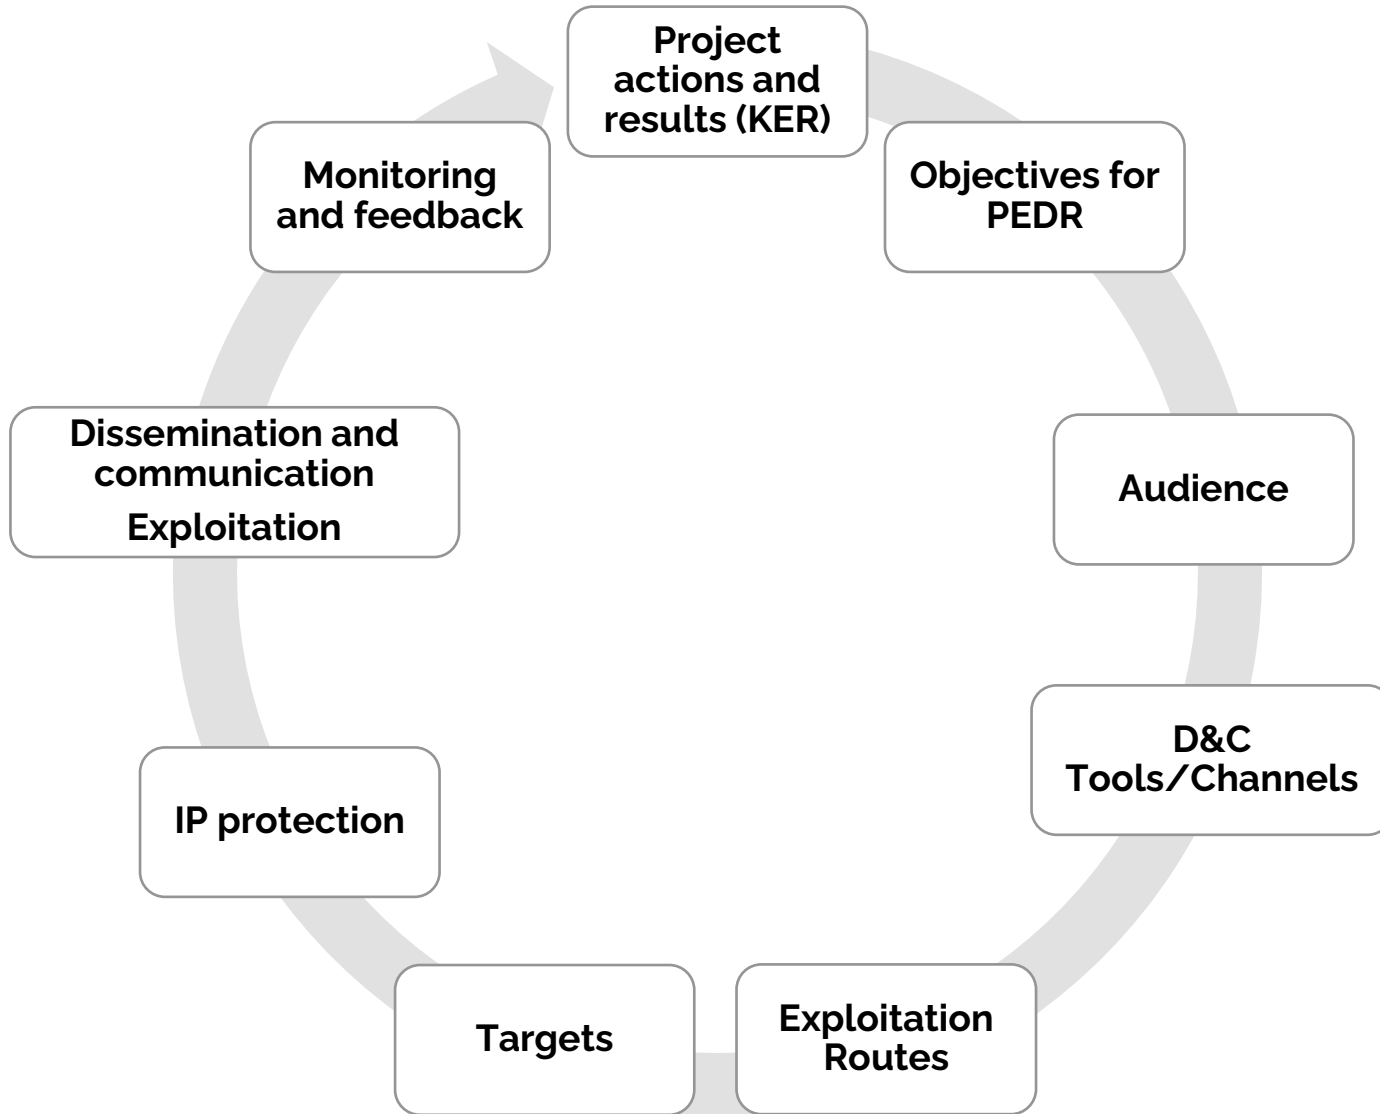 Project
actions and
results (KER)
Objectives for
PEDR
Audience
D&C
Tools/Channels
Exploitation
Routes
Targets
IP protection
Dissemination and
communication
Exploitation
Monitoring
and feedback